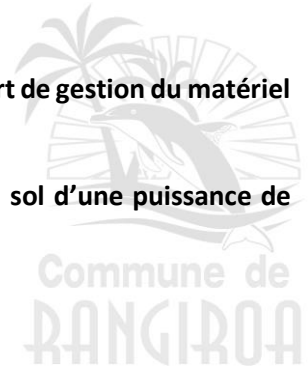 rt de gestion du matériel
sol d’une puissance de
Commune de
RANGIROA